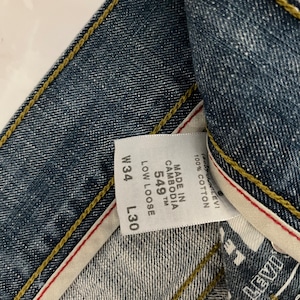 100% COTTON
MADE IN
CAMBODIA
549™
LOW LOOSE
W34 L30